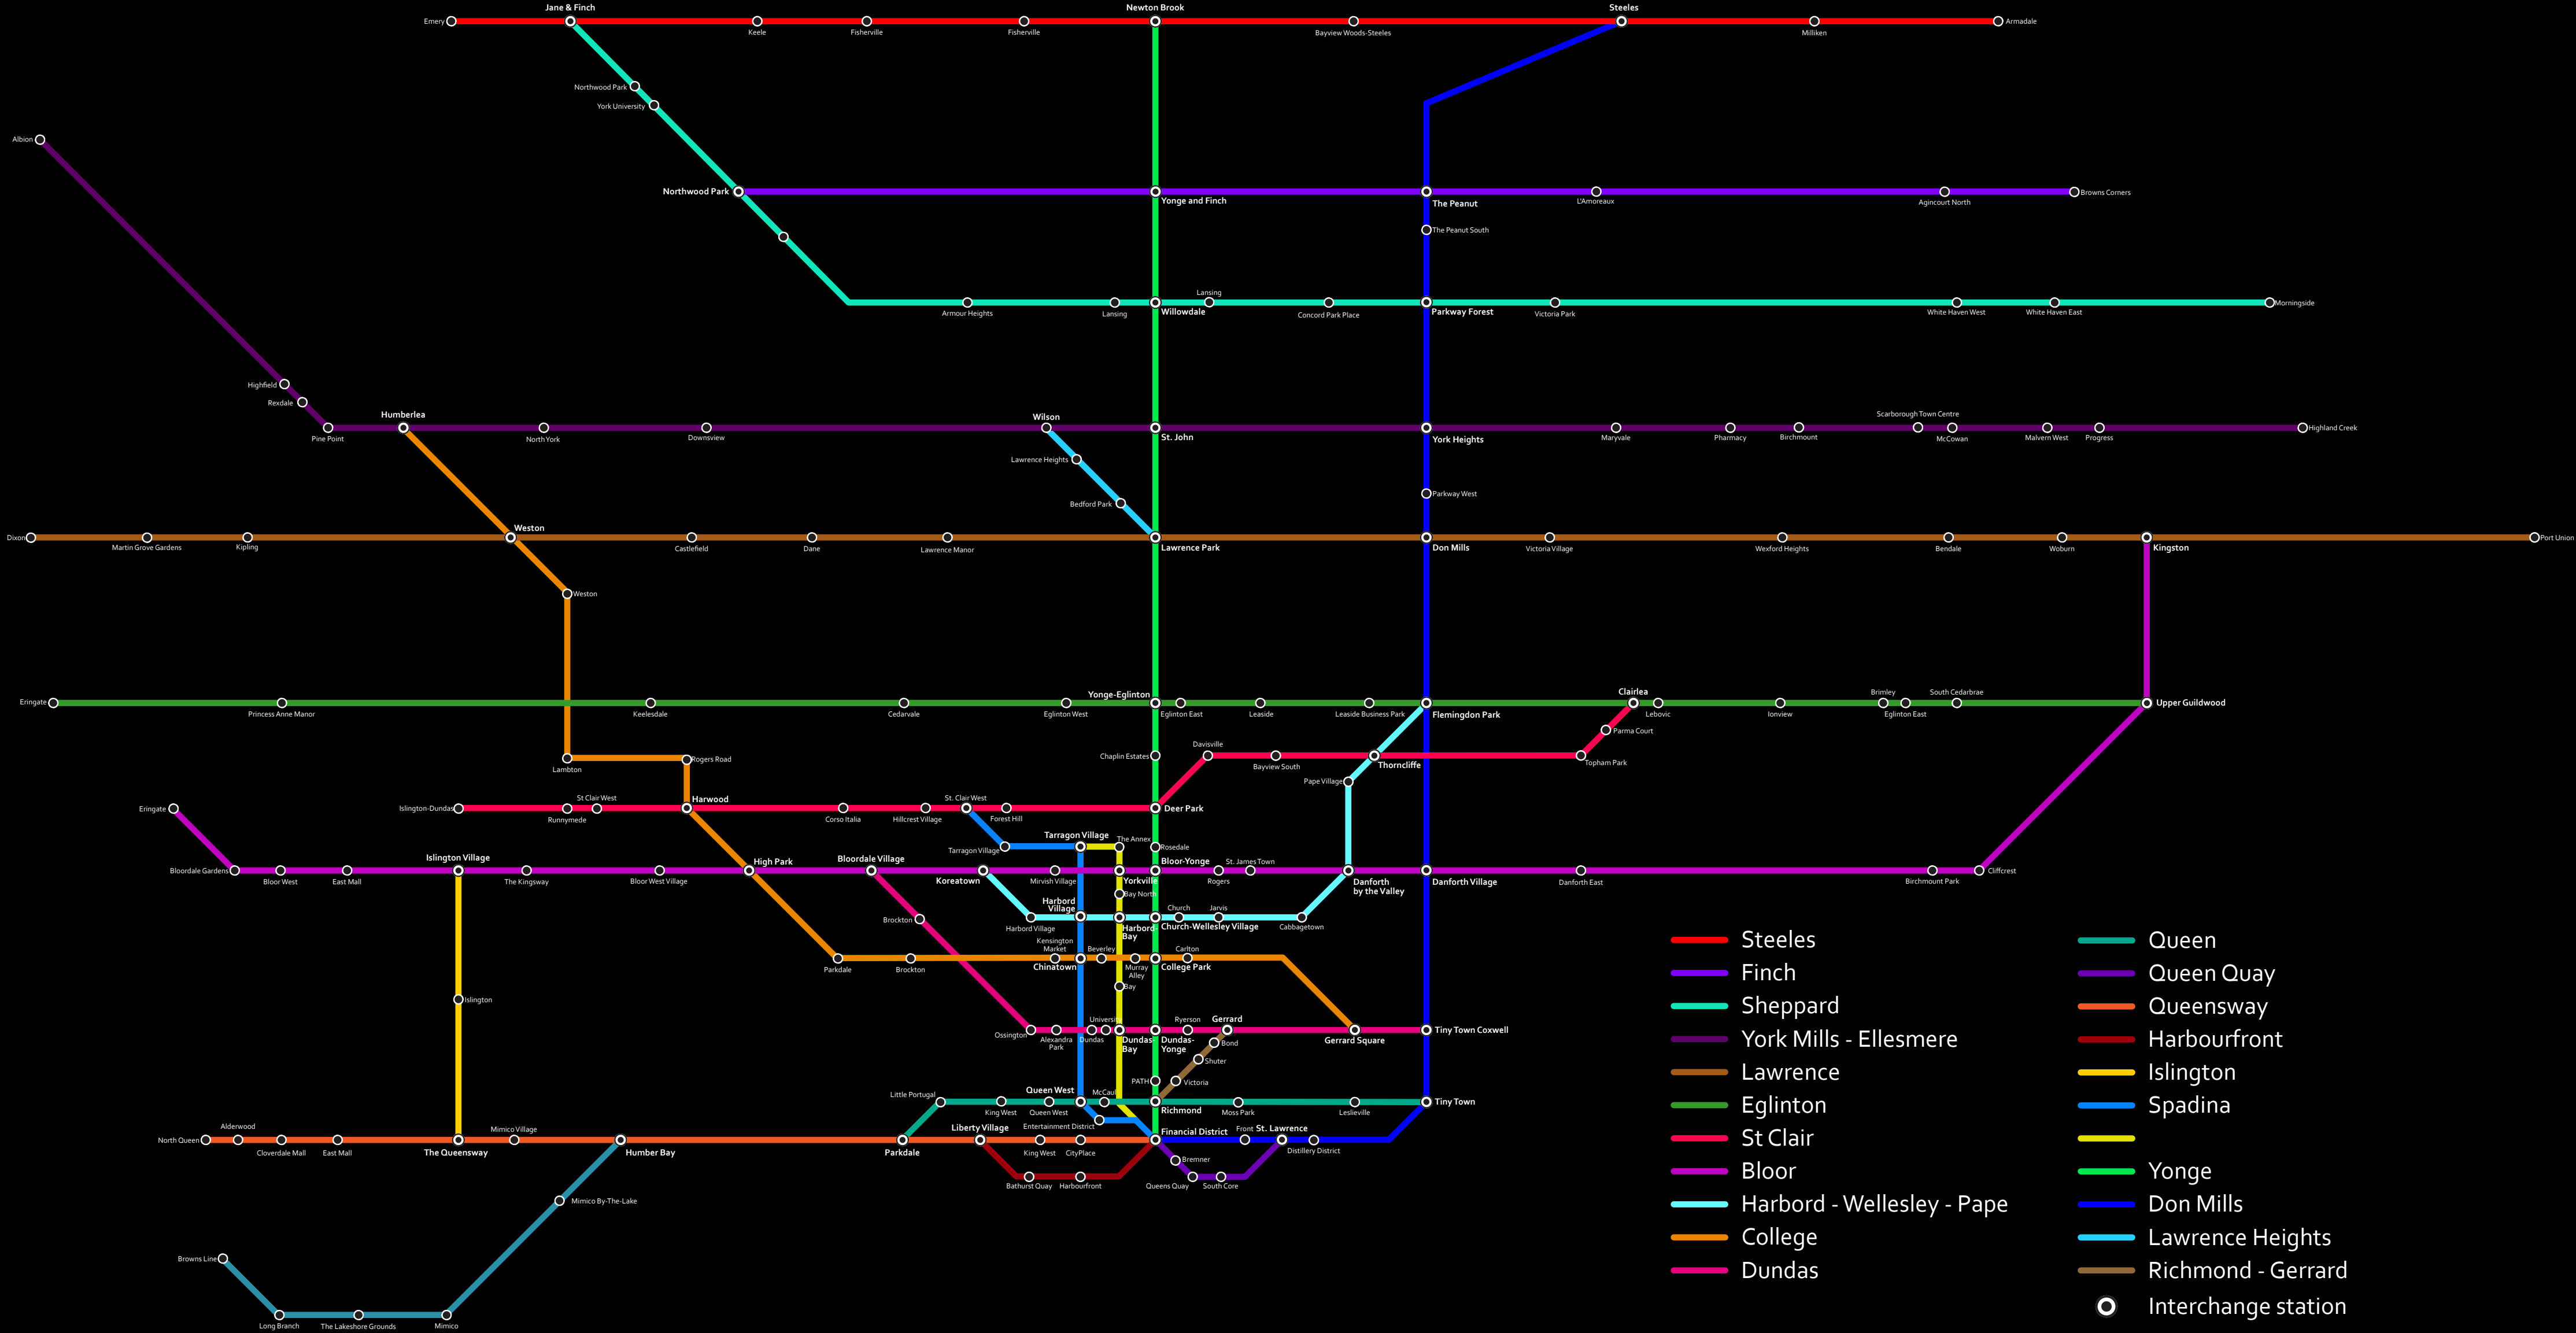 Jane & Finch
Newton Brook
Steeles
Emery
Armadale
Keele
Fisherville
Fisherville
Bayview Woods-Steeles
Milliken
Northwood Park
York University
Albion
Northwood Park
Yonge and Finch
The Peanut
L'Amoreaux
Agincourt North
Browns Corners
The Peanut South
Lansing
Armour Heights
Lansing
Willowdale
Concord Park Place
Parkway Forest
Victoria Park
White Haven West
White Haven East
Morningside
Highfield
Rexdale
Humberlea
Wilson
Scarborough Town Centre
Pine Point
North York
Downsview
St. John
York Heights
Maryvale
Pharmacy
Birchmount
McCowan
Malvern West
Progress
Highland Creek
Lawrence Heights
Bedford Park
Parkway West
Weston
Dixon
Martin Grove Gardens
Kipling
Castlefield
Dane
Lawrence Manor
Lawrence Park
Don Mills
Victoria Village
Wexford Heights
Bendale
Woburn
Kingston
Port Union
Weston
Yonge-Eglinton
Clairlea
Brimley
South Cedarbrae
Eringate
Princess Anne Manor
Keelesdale
Cedarvale
Eglinton West
Eglinton East
Leaside
Leaside Business Park
Flemingdon Park
Lebovic
Ionview
Eglinton East
Upper Guildwood
Parma Court
Davisville
Chaplin Estates
Bayview South
Thorncliffe
Topham Park
Lambton
Rogers Road
Pape Village
Harwood
St Clair West
St. Clair West
Eringate
Islington-Dundas
Runnymede
Corso Italia
Hillcrest Village
Forest Hill
Deer Park
Tarragon Village
The Annex
Tarragon Village
Rosedale
Islington Village
High Park
Bloordale Village
Bloor-Yonge
St. James Town
Bloordale Gardens
Bloor West
East Mall
The Kingsway
Bloor West Village
Koreatown
Mirvish Village
Yorkville
Rogers
Danforth
by the Valley
Danforth Village
Danforth East
Birchmount Park
Cliffcrest
Bay North
Harbord
Village
Church
Jarvis
Brockton
Harbord Village
Harbord-
Bay
Church-Wellesley Village
Cabbagetown
Kensington
Market
Beverley
Carlton
Parkdale
Brockton
Chinatown
Murray
Alley
College Park
Bay
Islington
University
Ryerson
Gerrard
Ossington
Alexandra
Park
Dundas
Dundas-
Bay
Dundas-
Yonge
Bond
Gerrard Square
Tiny Town Coxwell
Shuter
PATH
Victoria
Little Portugal
Queen West
McCaul
King West
Queen West
Richmond
Moss Park
Leslieville
Tiny Town
Alderwood
Mimico Village
Liberty Village
Entertainment District
Financial District
Front
St. Lawrence
North Queen
Cloverdale Mall
East Mall
The Queensway
Humber Bay
Parkdale
King West
CityPlace
Distillery District
Bremner
Bathurst Quay
Harbourfront
Queens Quay
South Core
Mimico By-The-Lake
Browns Line
Long Branch
The Lakeshore Grounds
Mimico
Steeles
Finch
Sheppard
York Mills - Ellesmere
Lawrence
Eglinton
St Clair
Bloor
Harbord - Wellesley - Pape
College
Dundas
Queen
Queen Quay
Queensway
Harbourfront
Islington
Spadina
Yonge
Don Mills
Lawrence Heights
Richmond - Gerrard
Interchange station